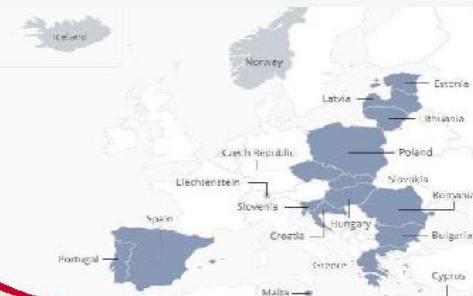 Iceland
Norway
Estonia
Latvia
Lithuania
Czech Republic
Poland
Liechtenstein
Slovakia
Slovenia
Romania
Spain
Croatia
Hungary
Bulgaria
Portugal
Greece
Cyprus
Malta